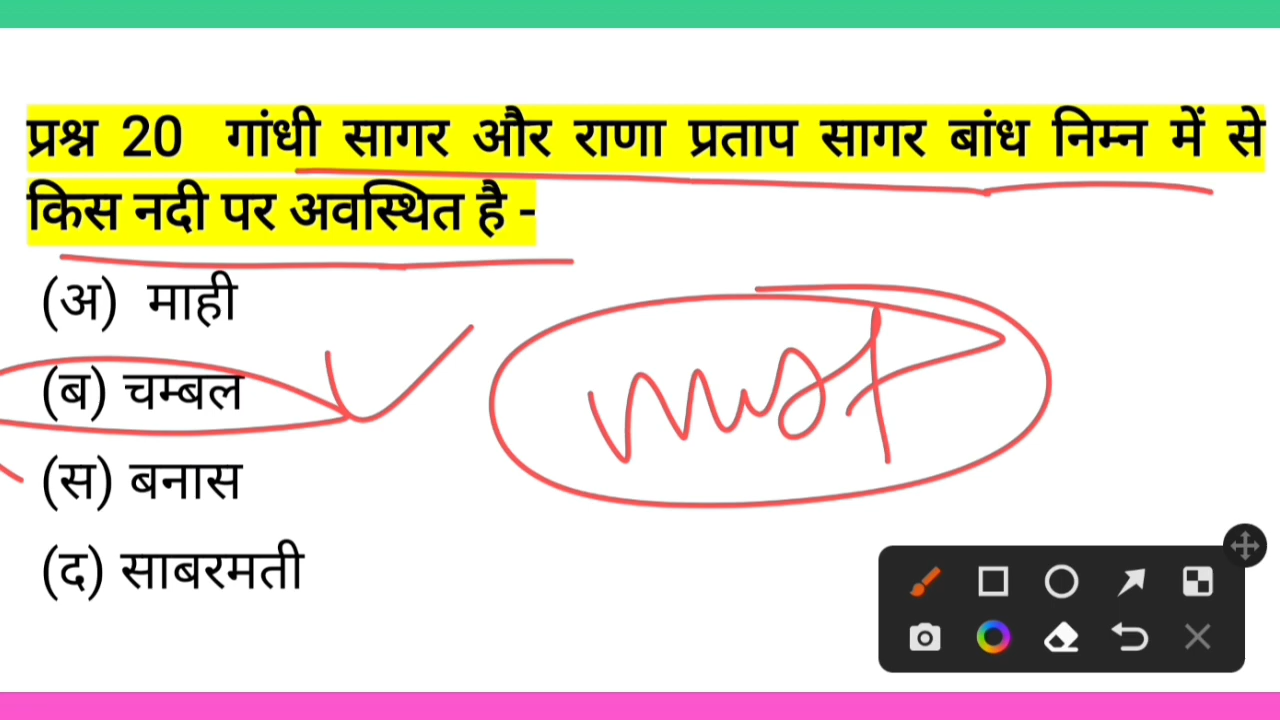 प्रश्न 20 गांधी सागर और राणा प्रताप सागर बांध निम्न में से
किस नदी पर अवस्थित है -
(अ) माही
(ब) चम्बल
must
(स) बनास
(द) साबरमती